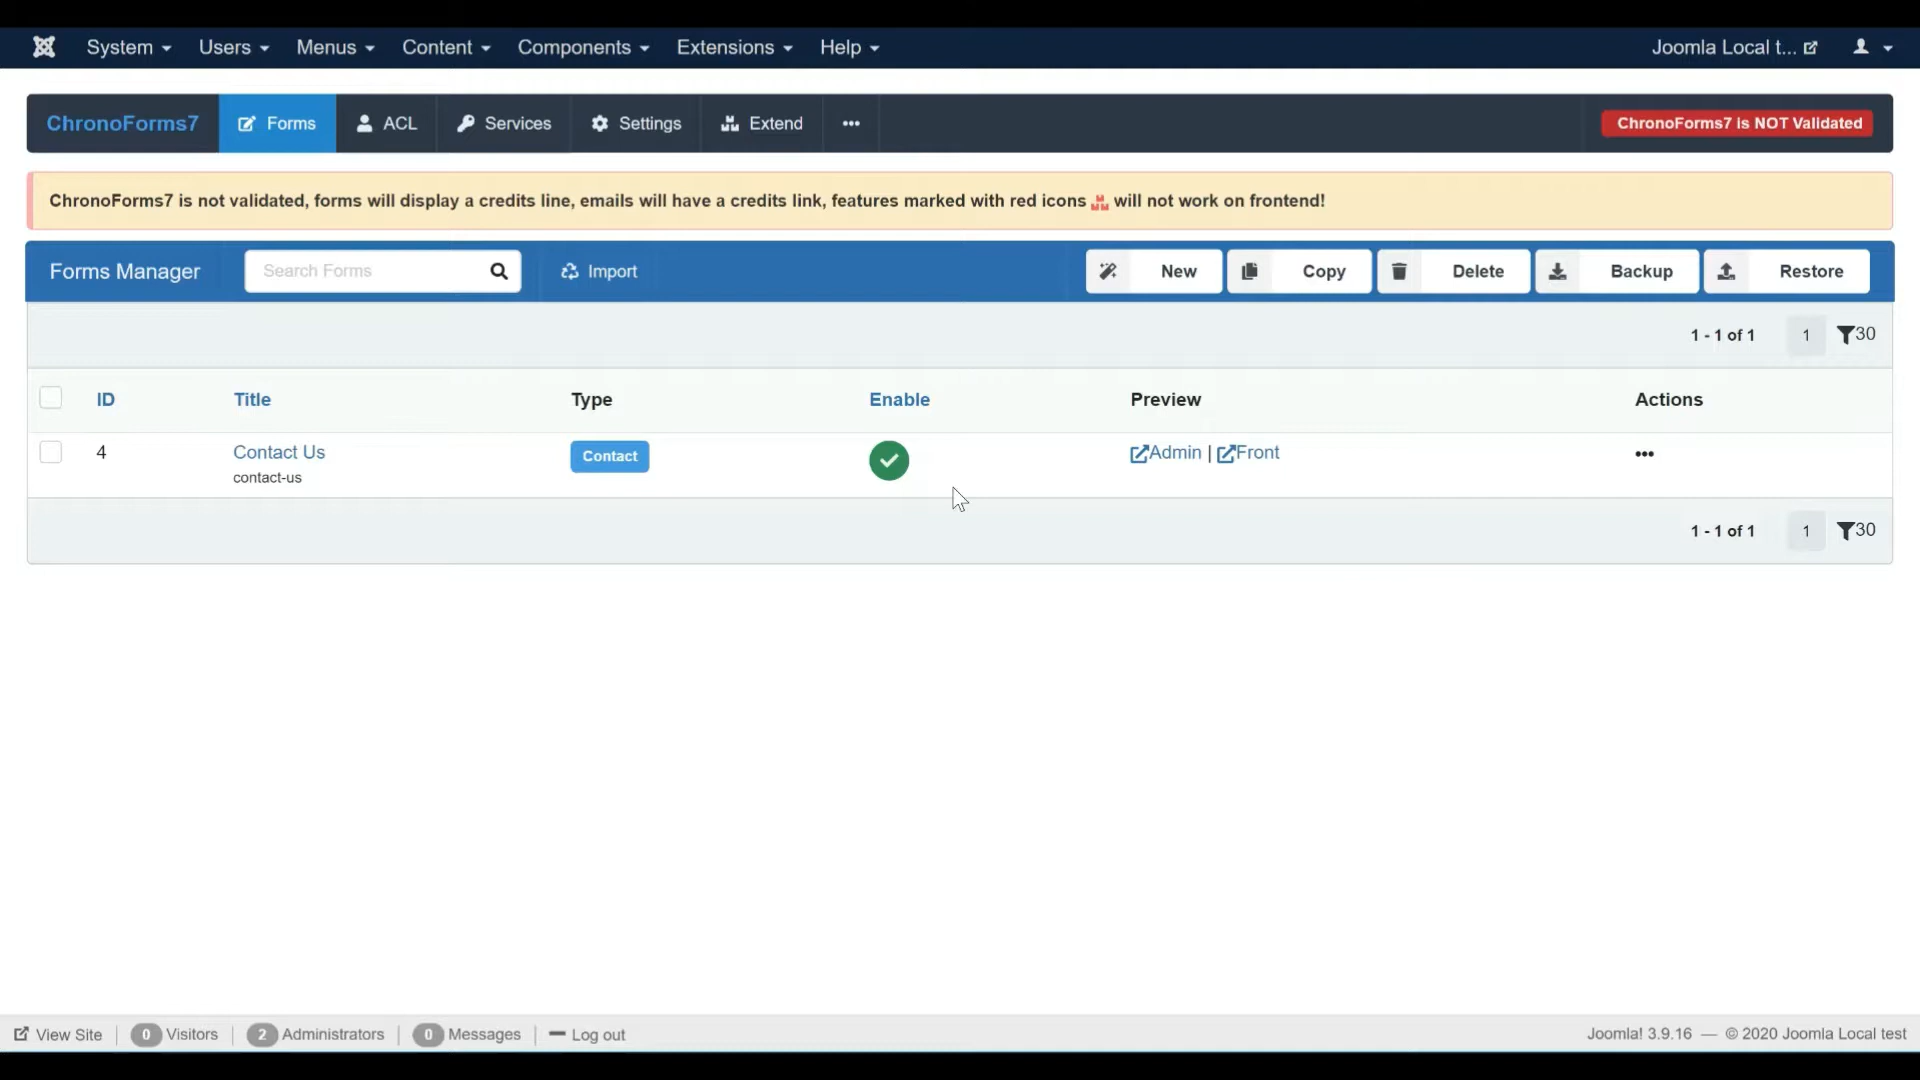 System Users Menus Content Components Extensions Help Joomla Local t...
ChronoForms7 Forms ACL Services Settings Extend ••• ChronoForms7 is NOT Validated
ChronoForms7 is not validated, forms will display a credits line, emails will have a credits link, features marked with red icons will not work on frontend!
Forms Manager Search Forms Import New Copy Delete Backup Restore
1 - 1 of 1 1 30
ID Title Type Enable Preview Actions
4 Contact Us Contact Admin | Front •••
contact-us
1 - 1 of 1 1 30
View Site 0 Visitors 2 Administrators 0 Messages Log out Joomla! 3.9.16 — © 2020 Joomla Local test